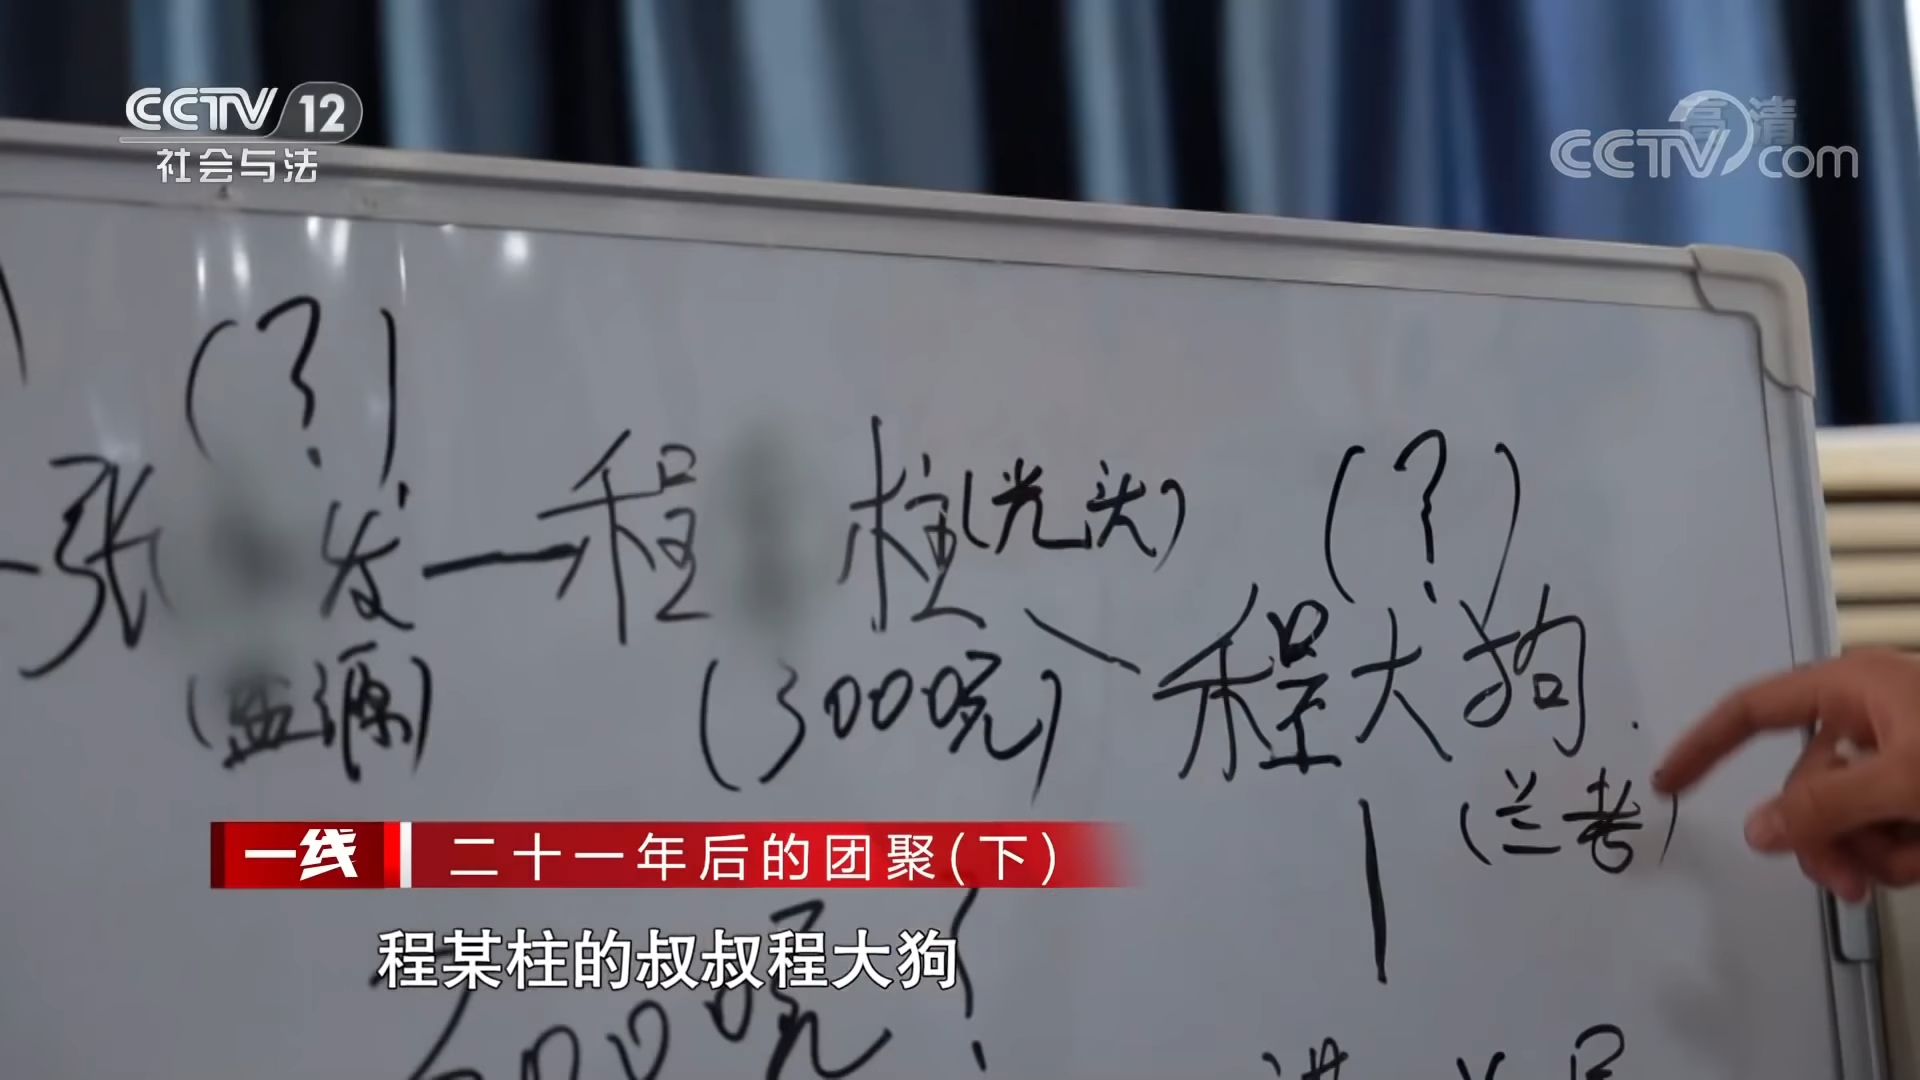 CCTV 12
社会与法
高清
CCTV com
(?)
张 发 — 程 柱(光头)
(?)
(孟源)
(3000元)
程大狗
(兰考)
一线 二十一年后的团聚(下)
程某柱的叔叔程大狗